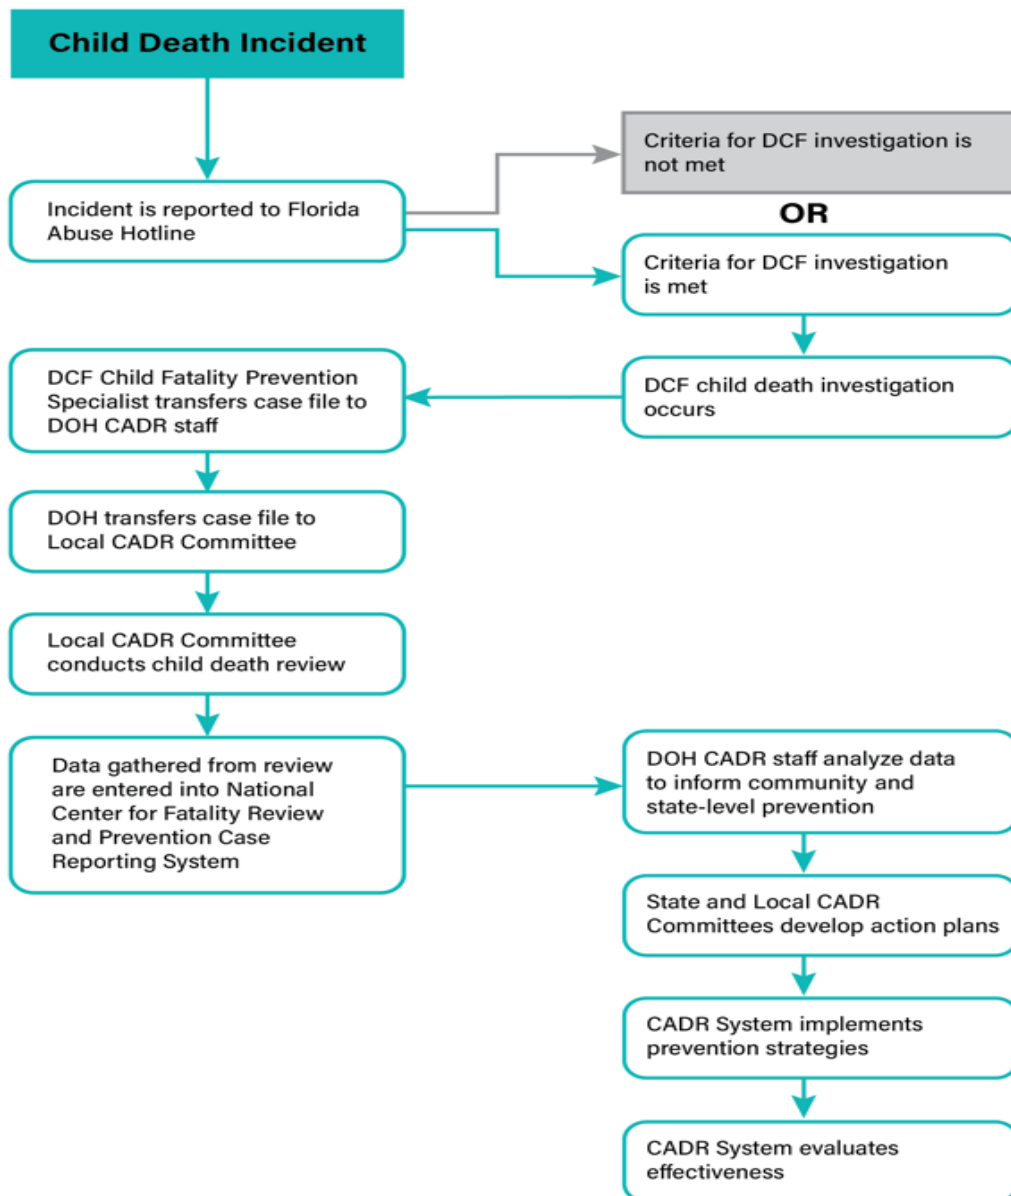 Child Death Incident
Incident is reported to Florida
Abuse Hotline
Criteria for DCF investigation is
not met
OR
Criteria for DCF investigation
is met
DCF child death investigation
occurs
DCF Child Fatality Prevention
Specialist transfers case file to
DOH CADR staff
DOH transfers case file to
Local CADR Committee
Local CADR Committee
conducts child death review
Data gathered from review
are entered into National
Center for Fatality Review
and Prevention Case
Reporting System
DOH CADR staff analyze data
to inform community and
state-level prevention
State and Local CADR
Committees develop action plans
CADR System implements
prevention strategies
CADR System evaluates
effectiveness